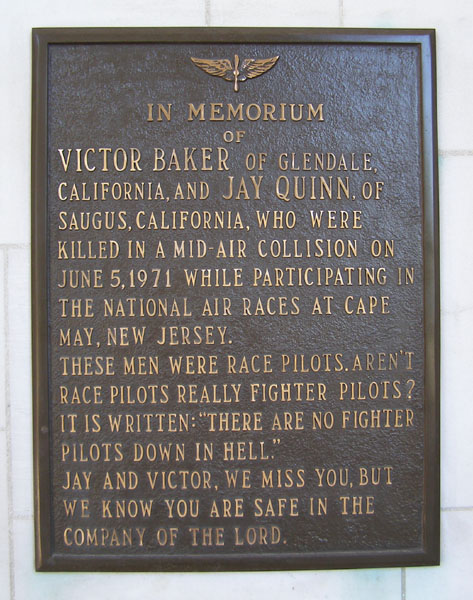 IN MEMORIUM
OF
VICTOR BAKER OF GLENDALE,
CALIFORNIA, AND JAY QUINN, OF
SAUGUS, CALIFORNIA, WHO WERE
KILLED IN A MID-AIR COLLISION ON
JUNE 5, 1971 WHILE PARTICIPATING IN
THE NATIONAL AIR RACES AT CAPE
MAY, NEW JERSEY.
THESE MEN WERE RACE PILOTS. AREN'T
RACE PILOTS REALLY FIGHTER PILOTS?
IT IS WRITTEN: "THERE ARE NO FIGHTER
PILOTS DOWN IN HELL."
JAY AND VICTOR, WE MISS YOU, BUT
WE KNOW YOU ARE SAFE IN THE
COMPANY OF THE LORD.